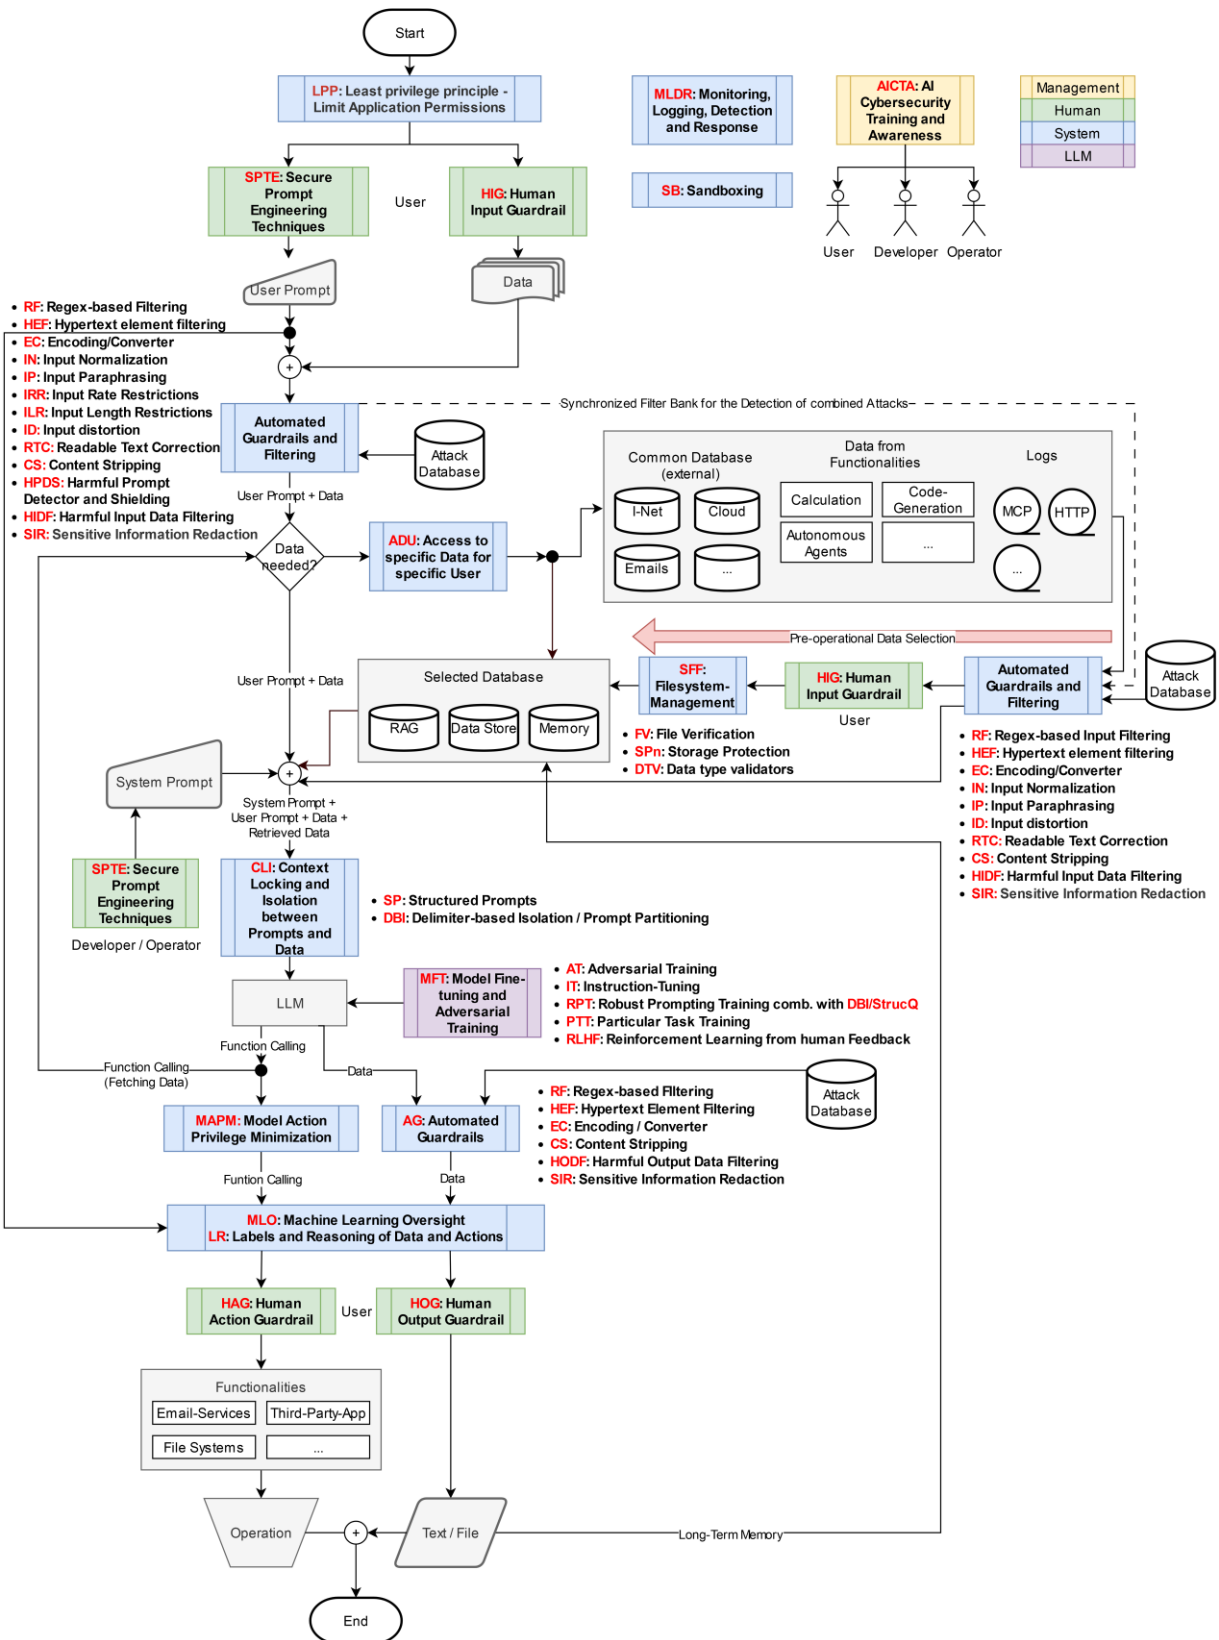 Start
LPP: Least privilege principle -
Limit Application Permissions
MLDR: Monitoring,
Logging, Detection
and Response
AICTA: AI
Cybersecurity
Training and
Awareness
Management
Human
System
LLM
SPTE: Secure
Prompt
Engineering
Techniques
User
HIG: Human
Input Guardrail
SB: Sandboxing
User
Developer
Operator
User Prompt
Data
• RF: Regex-based Filtering
• HEF: Hypertext element filtering
• EC: Encoding/Converter
• IN: Input Normalization
• IP: Input Paraphrasing
• IRR: Input Rate Restrictions
• ILR: Input Length Restrictions
• ID: Input distortion
• RTC: Readable Text Correction
• CS: Content Stripping
• HPDS: Harmful Prompt
Detector and Shielding
• HIDF: Harmful Input Data Filtering
• SIR: Sensitive Information Redaction
+
Automated
Guardrails and
Filtering
Attack
Database
Synchronized Filter Bank for the Detection of combined Attacks
User Prompt + Data
Common Database
(external)
I-Net
Cloud
Emails
...
Data from
Functionalities
Calculation
Code-
Generation
Autonomous
Agents
...
Logs
MCP
HTTP
...
Data
needed?
ADU: Access to
specific Data for
specific User
Pre-operational Data Selection
User Prompt + Data
Selected Database
RAG
Data Store
Memory
SFF:
Filesystem-
Management
HIG: Human
Input Guardrail
User
Automated
Guardrails and
Filtering
Attack
Database
• FV: File Verification
• SPn: Storage Protection
• DTV: Data type validators
• RF: Regex-based Input Filtering
• HEF: Hypertext element filtering
• EC: Encoding/Converter
• IN: Input Normalization
• IP: Input Paraphrasing
• ID: Input distortion
• RTC: Readable Text Correction
• CS: Content Stripping
• HIDF: Harmful Input Data Filtering
• SIR: Sensitive Information Redaction
System Prompt
+
System Prompt +
User Prompt + Data +
Retrieved Data
SPTE: Secure
Prompt
Engineering
Techniques
Developer / Operator
CLI: Context
Locking and
Isolation
between
Prompts and
Data
• SP: Structured Prompts
• DBI: Delimiter-based Isolation / Prompt Partitioning
LLM
MFT: Model Fine-
tuning and
Adversarial
Training
• AT: Adversarial Training
• IT: Instruction-Tuning
• RPT: Robust Prompting Training comb. with DBI/StrucQ
• PTT: Particular Task Training
• RLHF: Reinforcement Learning from human Feedback
Function Calling
Function Calling
(Fetching Data)
Data
Attack
Database
MAPM: Model Action
Privilege Minimization
AG: Automated
Guardrails
• RF: Regex-based FIltering
• HEF: Hypertext Element Filtering
• EC: Encoding / Converter
• CS: Content Stripping
• HODF: Harmful Output Data Filtering
• SIR: Sensitive Information Redaction
Funtion Calling
Data
MLO: Machine Learning Oversight
LR: Labels and Reasoning of Data and Actions
HAG: Human
Action Guardrail
User
HOG: Human
Output Guardrail
Functionalities
Email-Services
Third-Party-App
File Systems
...
Operation
+
Text / File
Long-Term Memory
End